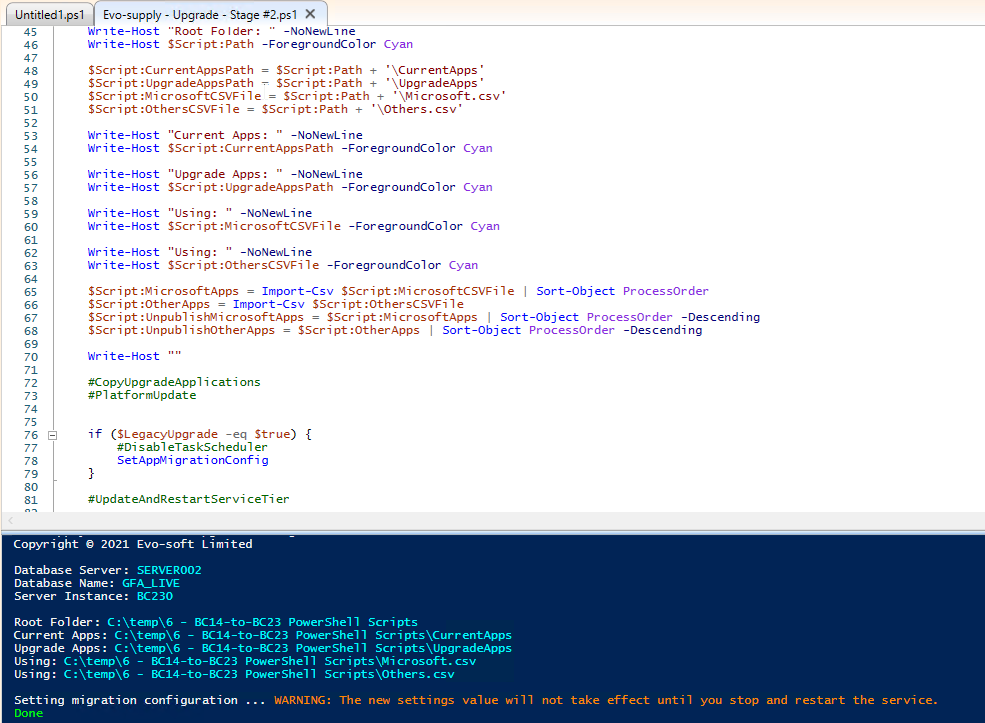 Untitled1.ps1 Evo-supply - Upgrade - Stage #2.ps1 X
45 Write-Host "Root Folder: " -NoNewLine
46 Write-Host $Script:Path -ForegroundColor Cyan
47
48 $Script:CurrentAppsPath = $Script:Path + '\CurrentApps'
49 $Script:UpgradeAppsPath = $Script:Path + '\UpgradeApps'
50 $Script:MicrosoftCSVFile = $Script:Path + '\Microsoft.csv'
51 $Script:OthersCSVFile = $Script:Path + '\Others.csv'
52
53 Write-Host "Current Apps: " -NoNewLine
54 Write-Host $Script:CurrentAppsPath -ForegroundColor Cyan
55
56 Write-Host "Upgrade Apps: " -NoNewLine
57 Write-Host $Script:UpgradeAppsPath -ForegroundColor Cyan
58
59 Write-Host "Using: " -NoNewLine
60 Write-Host $Script:MicrosoftCSVFile -ForegroundColor Cyan
61
62 Write-Host "Using: " -NoNewLine
63 Write-Host $Script:OthersCSVFile -ForegroundColor Cyan
64
65 $Script:MicrosoftApps = Import-Csv $Script:MicrosoftCSVFile | Sort-Object ProcessOrder
66 $Script:OtherApps = Import-Csv $Script:OthersCSVFile
67 $Script:UnpublishMicrosoftApps = $Script:MicrosoftApps | Sort-Object ProcessOrder -Descending
68 $Script:UnpublishOtherApps = $Script:OtherApps | Sort-Object ProcessOrder -Descending
69
70 Write-Host ""
71
72 #CopyUpgradeApplications
73 #PlatformUpdate
74
75
76 if ($LegacyUpgrade -eq $true) {
77 #DisableTaskScheduler
78 SetAppMigrationConfig
79 }
80
81 #UpdateAndRestartServiceTier
82
Copyright © 2021 Evo-soft Limited
Database Server: SERVER002
Database Name: GFA_LIVE
Server Instance: BC230
Root Folder: C:\temp\6 - BC14-to-BC23 PowerShell Scripts
Current Apps: C:\temp\6 - BC14-to-BC23 PowerShell Scripts\CurrentApps
Upgrade Apps: C:\temp\6 - BC14-to-BC23 PowerShell Scripts\UpgradeApps
Using: C:\temp\6 - BC14-to-BC23 PowerShell Scripts\Microsoft.csv
Using: C:\temp\6 - BC14-to-BC23 PowerShell Scripts\Others.csv
Setting migration configuration ... WARNING: The new settings value will not take effect until you stop and restart the service.
Done